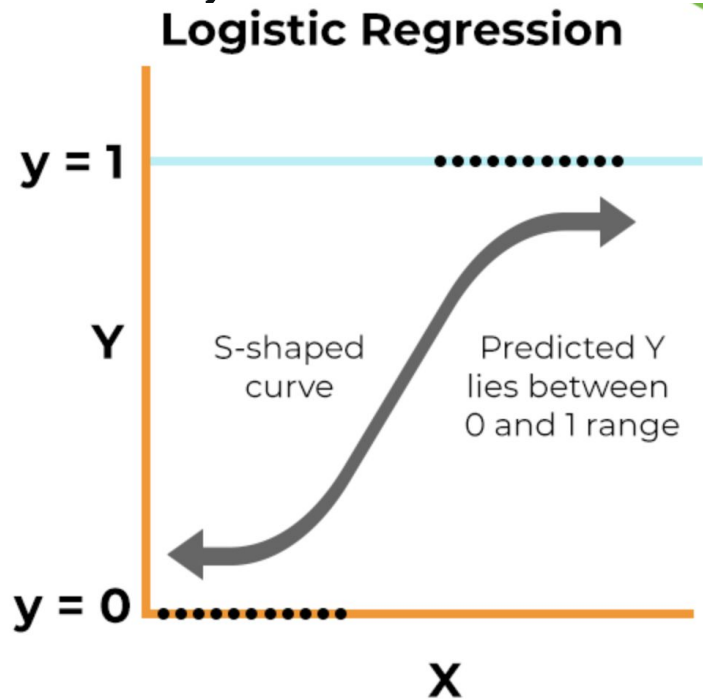 Logistic Regression
y = 1
Y
S-shaped
curve
Predicted Y
lies between
0 and 1 range
y = 0
X